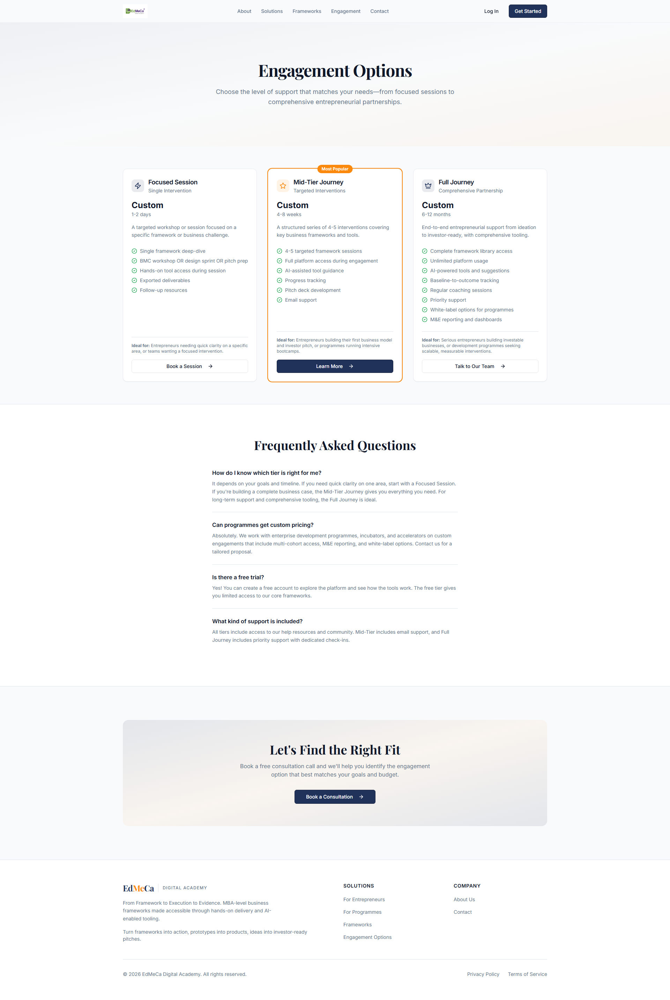 EdMeCa²
About
Solutions
Frameworks
Engagement
Contact
Log In
Get Started
Engagement Options
Choose the level of support that matches your needs—from focused sessions to
comprehensive entrepreneurial partnerships.
Focused Session
Single Intervention
Custom
1-2 days
A targeted workshop or session focused on a
specific framework or business challenge.
Single framework deep-dive
BMC workshop OR design sprint OR pitch prep
Hands-on tool access during session
Exported deliverables
Follow-up resources
Ideal for: Entrepreneurs needing quick clarity on a specific
area, or teams wanting a focused intervention.
Book a Session
Most Popular
Mid-Tier Journey
Targeted Interventions
Custom
4-8 weeks
A structured series of 4-5 interventions covering
key business frameworks and tools.
4-5 targeted framework sessions
Full platform access during engagement
AI-assisted tool guidance
Progress tracking
Pitch deck development
Email support
Ideal for: Entrepreneurs building their first business model
and investor pitch, or programmes running intensive
bootcamps.
Learn More
Full Journey
Comprehensive Partnership
Custom
6-12 months
End-to-end entrepreneurial support from ideation
to investor-ready, with comprehensive tooling.
Complete framework library access
Unlimited platform usage
AI-powered tools and suggestions
Baseline-to-outcome tracking
Regular coaching sessions
Priority support
White-label options for programmes
M&E reporting and dashboards
Ideal for: Serious entrepreneurs building investable
businesses, or development programmes seeking
scalable, measurable interventions.
Talk to Our Team
Frequently Asked Questions
How do I know which tier is right for me?
It depends on your goals and timeline. If you need quick clarity on one area, start with a Focused Session.
If you're building a complete business case, the Mid-Tier Journey gives you everything you need. For
long-term support and comprehensive tooling, the Full Journey is ideal.
Can programmes get custom pricing?
Absolutely. We work with enterprise development programmes, incubators, and accelerators on custom
engagements that include multi-cohort access, M&E reporting, and white-label options. Contact us for a
tailored proposal.
Is there a free trial?
Yes! You can create a free account to explore the platform and see how the tools work. The free tier gives
you limited access to our core frameworks.
What kind of support is included?
All tiers include access to our help resources and community. Mid-Tier includes email support, and Full
Journey includes priority support with dedicated check-ins.
Let's Find the Right Fit
Book a free consultation call and we'll help you identify the engagement
option that best matches your goals and budget.
Book a Consultation
EdMeCa
DIGITAL ACADEMY
From Framework to Execution to Evidence. MBA-level business
frameworks made accessible through hands-on delivery and AI-
enabled tooling.
Turn frameworks into action, prototypes into products, ideas into investor-ready
pitches.
SOLUTIONS
For Entrepreneurs
For Programmes
Frameworks
Engagement Options
COMPANY
About Us
Contact
© 2026 EdMeCa Digital Academy. All rights reserved.
Privacy Policy
Terms of Service